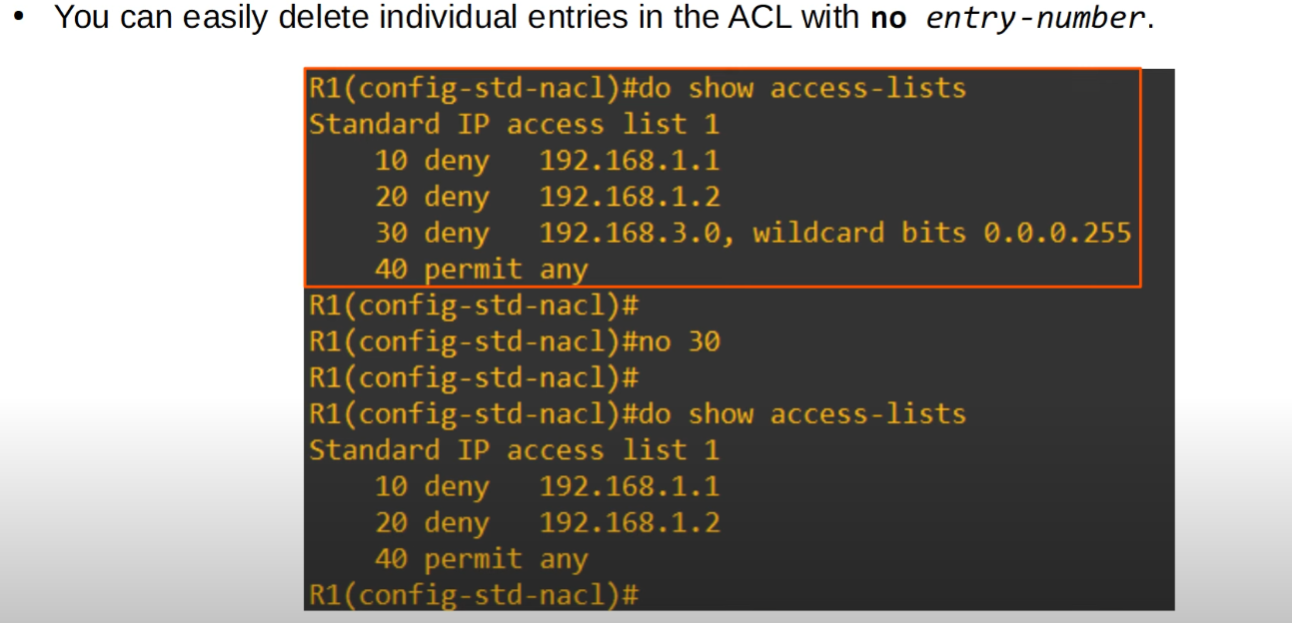 • You can easily delete individual entries in the ACL with no entry-number.
R1(config-std-nacl)#do show access-lists
Standard IP access list 1
    10 deny   192.168.1.1
    20 deny   192.168.1.2
    30 deny   192.168.3.0, wildcard bits 0.0.0.255
    40 permit any
R1(config-std-nacl)#
R1(config-std-nacl)#no 30
R1(config-std-nacl)#
R1(config-std-nacl)#do show access-lists
Standard IP access list 1
    10 deny   192.168.1.1
    20 deny   192.168.1.2
    40 permit any
R1(config-std-nacl)#